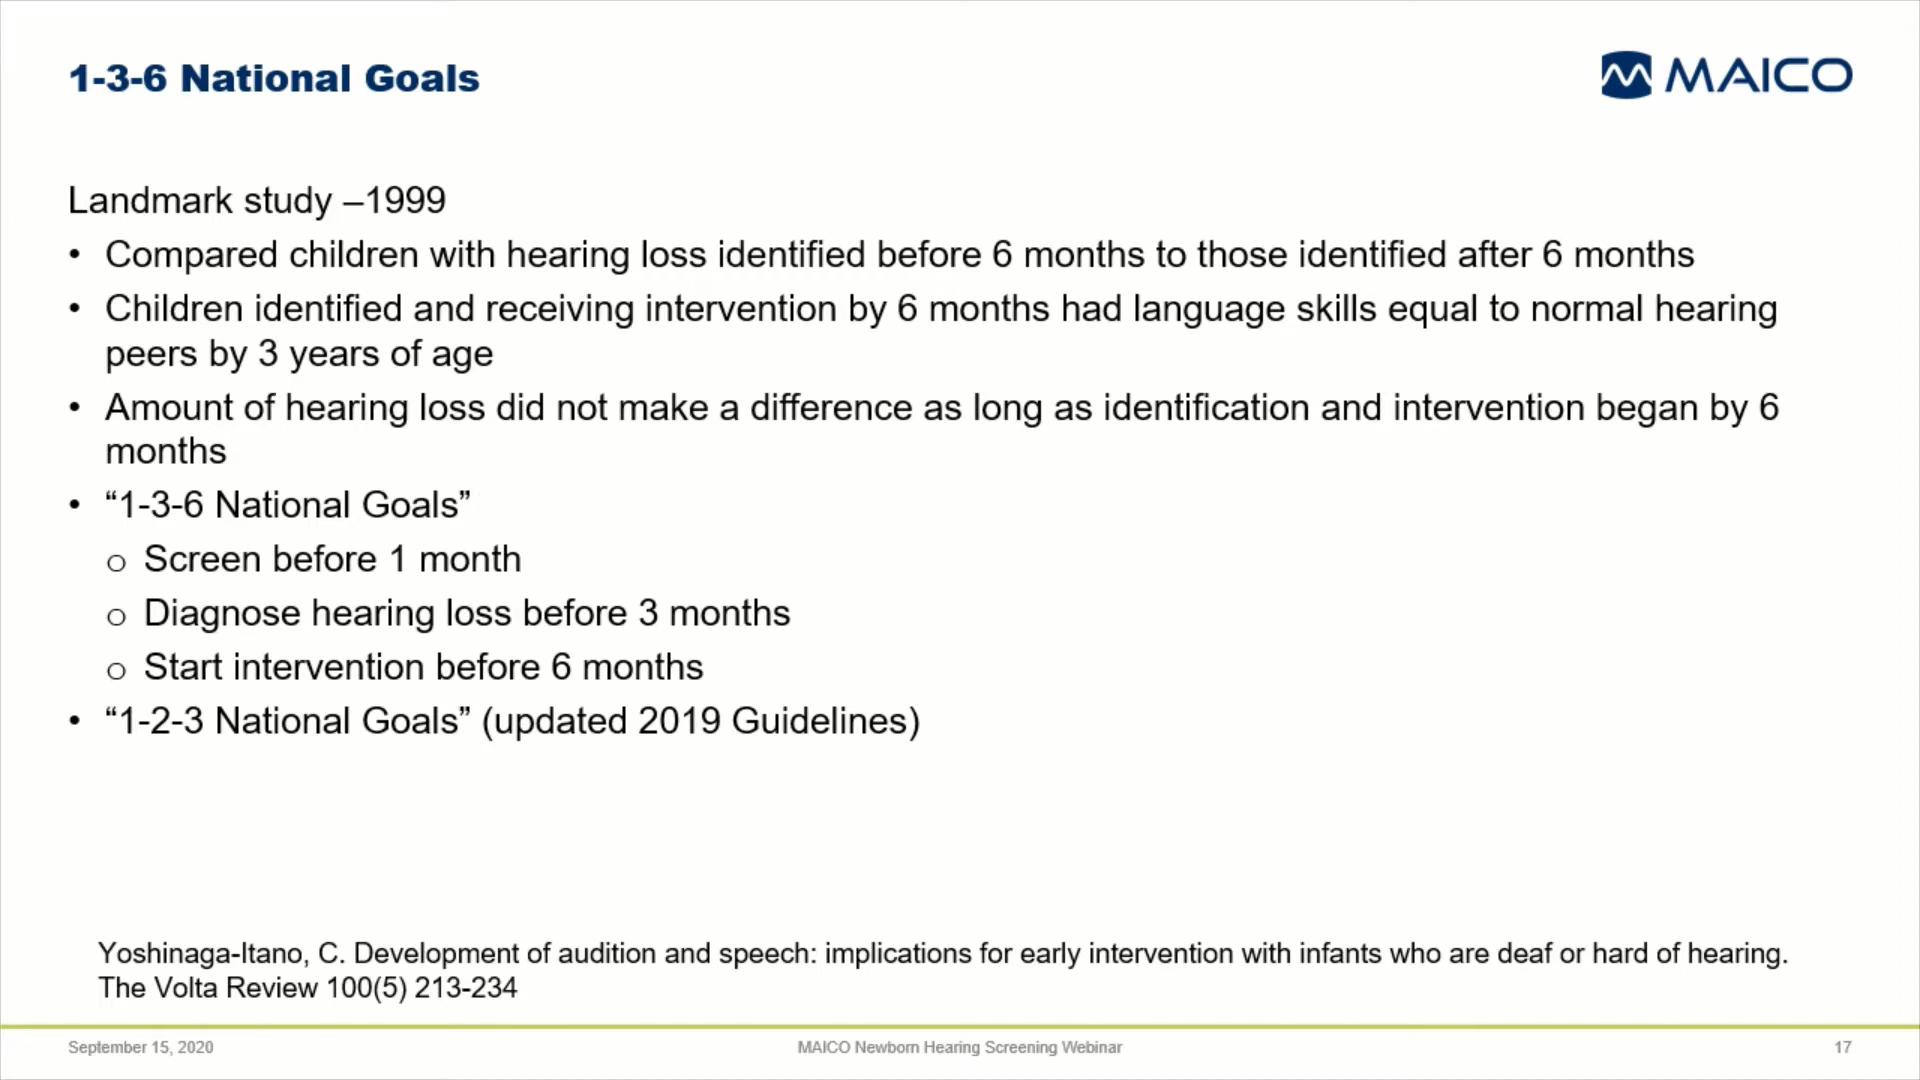 1-3-6 National Goals
MAICO
Landmark study –1999
• Compared children with hearing loss identified before 6 months to those identified after 6 months
• Children identified and receiving intervention by 6 months had language skills equal to normal hearing
peers by 3 years of age
• Amount of hearing loss did not make a difference as long as identification and intervention began by 6
months
• “1-3-6 National Goals”
o Screen before 1 month
o Diagnose hearing loss before 3 months
o Start intervention before 6 months
• “1-2-3 National Goals” (updated 2019 Guidelines)
Yoshinaga-Itano, C. Development of audition and speech: implications for early intervention with infants who are deaf or hard of hearing.
The Volta Review 100(5) 213-234
September 15, 2020
MAICO Newborn Hearing Screening Webinar
17